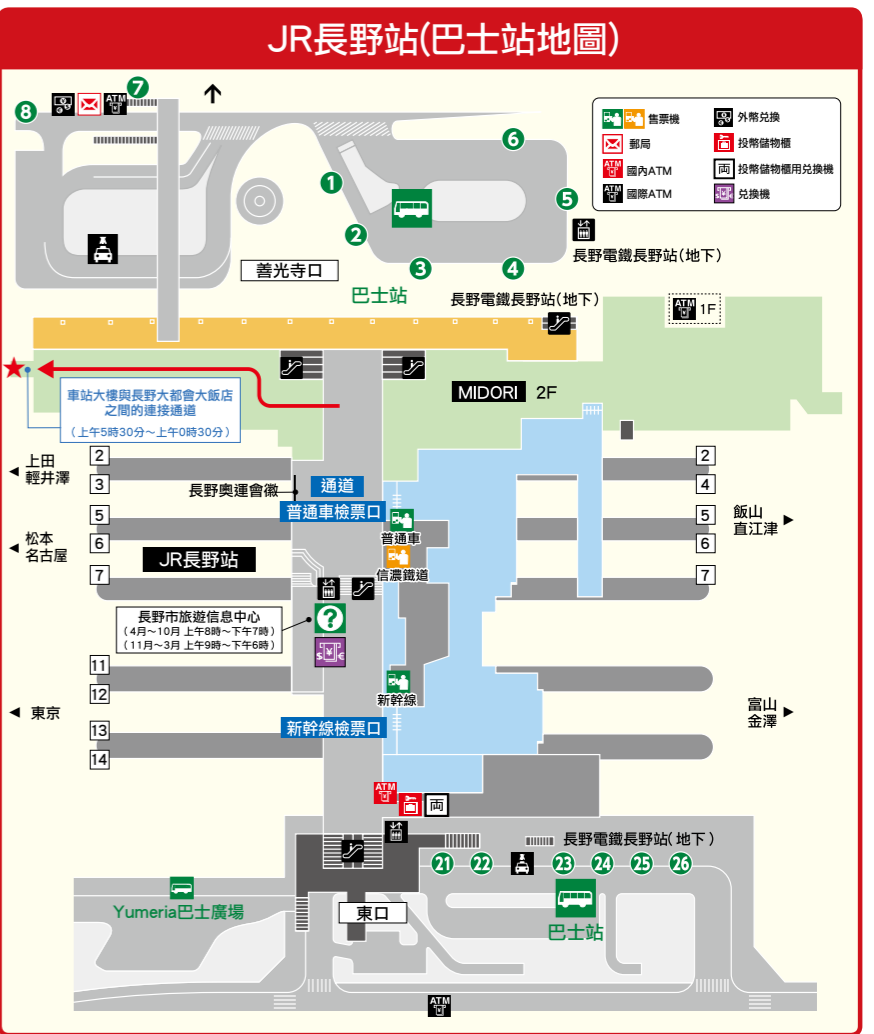 JR長野站(巴士站地圖)
8
7
ATM
售票機
外幣兑換
郵局
投幣儲物櫃
ATM
國內ATM
両
投幣儲物櫃用兑換機
ATM
國際ATM
兑換機
6
1
5
2
長野電鐵長野站(地下)
善光寺口
3
4
巴士站
長野電鐵長野站(地下)
ATM
1F
車站大樓與長野大都會大飯店
之間的連接通道
(上午5時30分～上午0時30分)
MIDORI 2F
上田
輕井澤
2
3
長野奧運會徽
通道
2
4
普通車檢票口
5
6
松本
名古屋
普通車
5
6
飯山
直江津
JR長野站
信濃鐵道
7
7
長野市旅遊信息中心
(4月～10月 上午8時～下午7時)
(11月～3月 上午9時～下午6時)
?
$ ¥ €
11
12
新幹線
東京
富山
金澤
新幹線檢票口
13
14
ATM
両
長野電鐵長野站(地下)
21
22
23
24
25
26
Yumeria巴士廣場
東口
巴士站
ATM